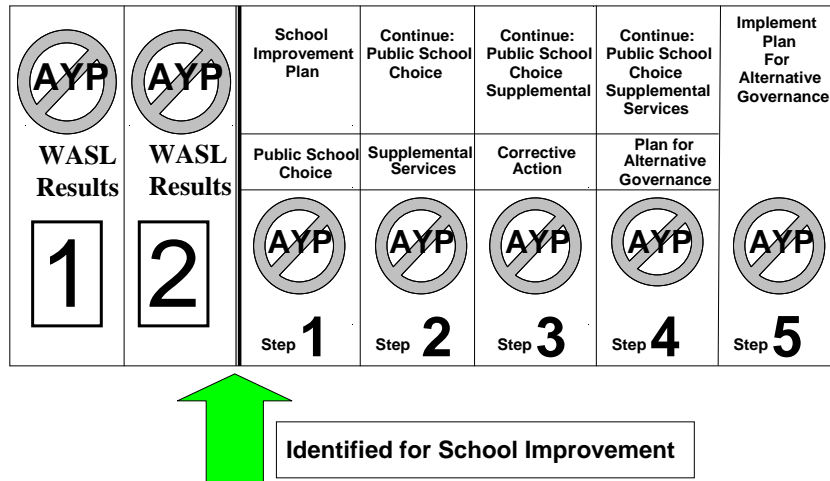 AYP
WASL
Results
1
AYP
WASL
Results
2
School
Improvement
Plan
Public School
Choice
AYP
Step 1
Continue:
Public School
Choice
Supplemental
Services
AYP
Step 2
Continue:
Public School
Choice
Supplemental
Corrective
Action
AYP
Step 3
Continue:
Public School
Choice
Supplemental
Services
Plan for
Alternative
Governance
AYP
Step 4
Implement
Plan
For
Alternative
Governance
AYP
Step 5
Identified for School Improvement